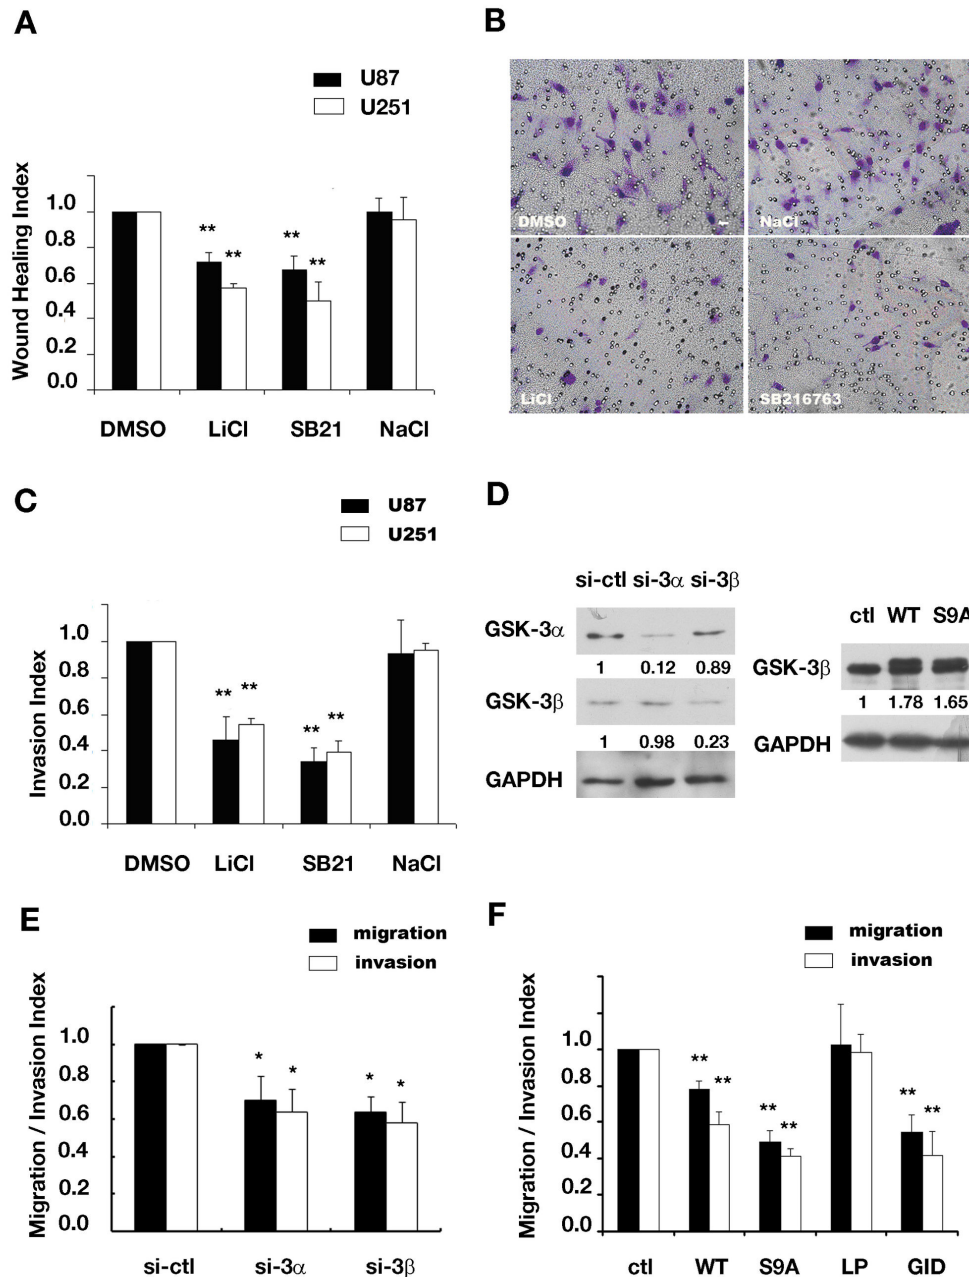 A
U87
U251
Wound Healing Index
1.0
0.8
0.6
0.4
0.2
0.0
** ** ** **
DMSO LiCl SB21 NaCl
B
DMSO
NaCl
LiCl
SB216763
C
U87
U251
Invasion Index
1.0
0.8
0.6
0.4
0.2
0.0
** ** ** **
DMSO LiCl SB21 NaCl
D
si-ctl si-3α si-3β
GSK-3α
1 0.12 0.89
GSK-3β
1 0.98 0.23
GAPDH
ctl WT S9A
GSK-3β
1 1.78 1.65
GAPDH
E
migration
invasion
Migration / Invasion Index
1.0
0.8
0.6
0.4
0.2
0.0
* * * *
si-ctl si-3α si-3β
F
migration
invasion
Migration / Invasion Index
1.0
0.8
0.6
0.4
0.2
0.0
** ** ** ** ** **
ctl WT S9A LP GID